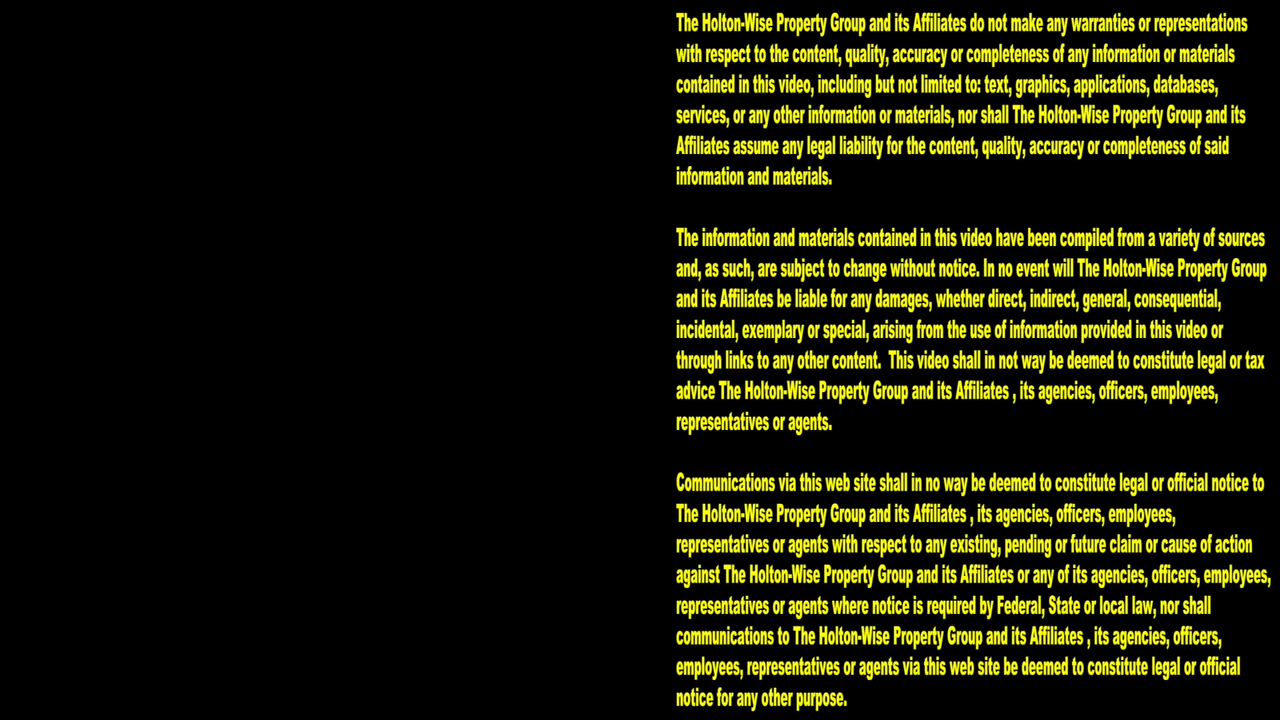 The Holton-Wise Property Group and its Affiliates do not make any warranties or representations
with respect to the content, quality, accuracy or completeness of any information or materials
contained in this video, including but not limited to: text, graphics, applications, databases,
services, or any other information or materials, nor shall The Holton-Wise Property Group and its
Affiliates assume any legal liability for the content, quality, accuracy or completeness of said
information and materials.
The information and materials contained in this video have been compiled from a variety of sources
and, as such, are subject to change without notice. In no event will The Holton-Wise Property Group
and its Affiliates be liable for any damages, whether direct, indirect, general, consequential,
incidental, exemplary or special, arising from the use of information provided in this video or
through links to any other content.  This video shall in not way be deemed to constitute legal or tax
advice The Holton-Wise Property Group and its Affiliates , its agencies, officers, employees,
representatives or agents.
Communications via this web site shall in no way be deemed to constitute legal or official notice to
The Holton-Wise Property Group and its Affiliates , its agencies, officers, employees,
representatives or agents with respect to any existing, pending or future claim or cause of action
against The Holton-Wise Property Group and its Affiliates or any of its agencies, officers, employees,
representatives or agents where notice is required by Federal, State or local law, nor shall
communications to The Holton-Wise Property Group and its Affiliates , its agencies, officers,
employees, representatives or agents via this web site be deemed to constitute legal or official
notice for any other purpose.